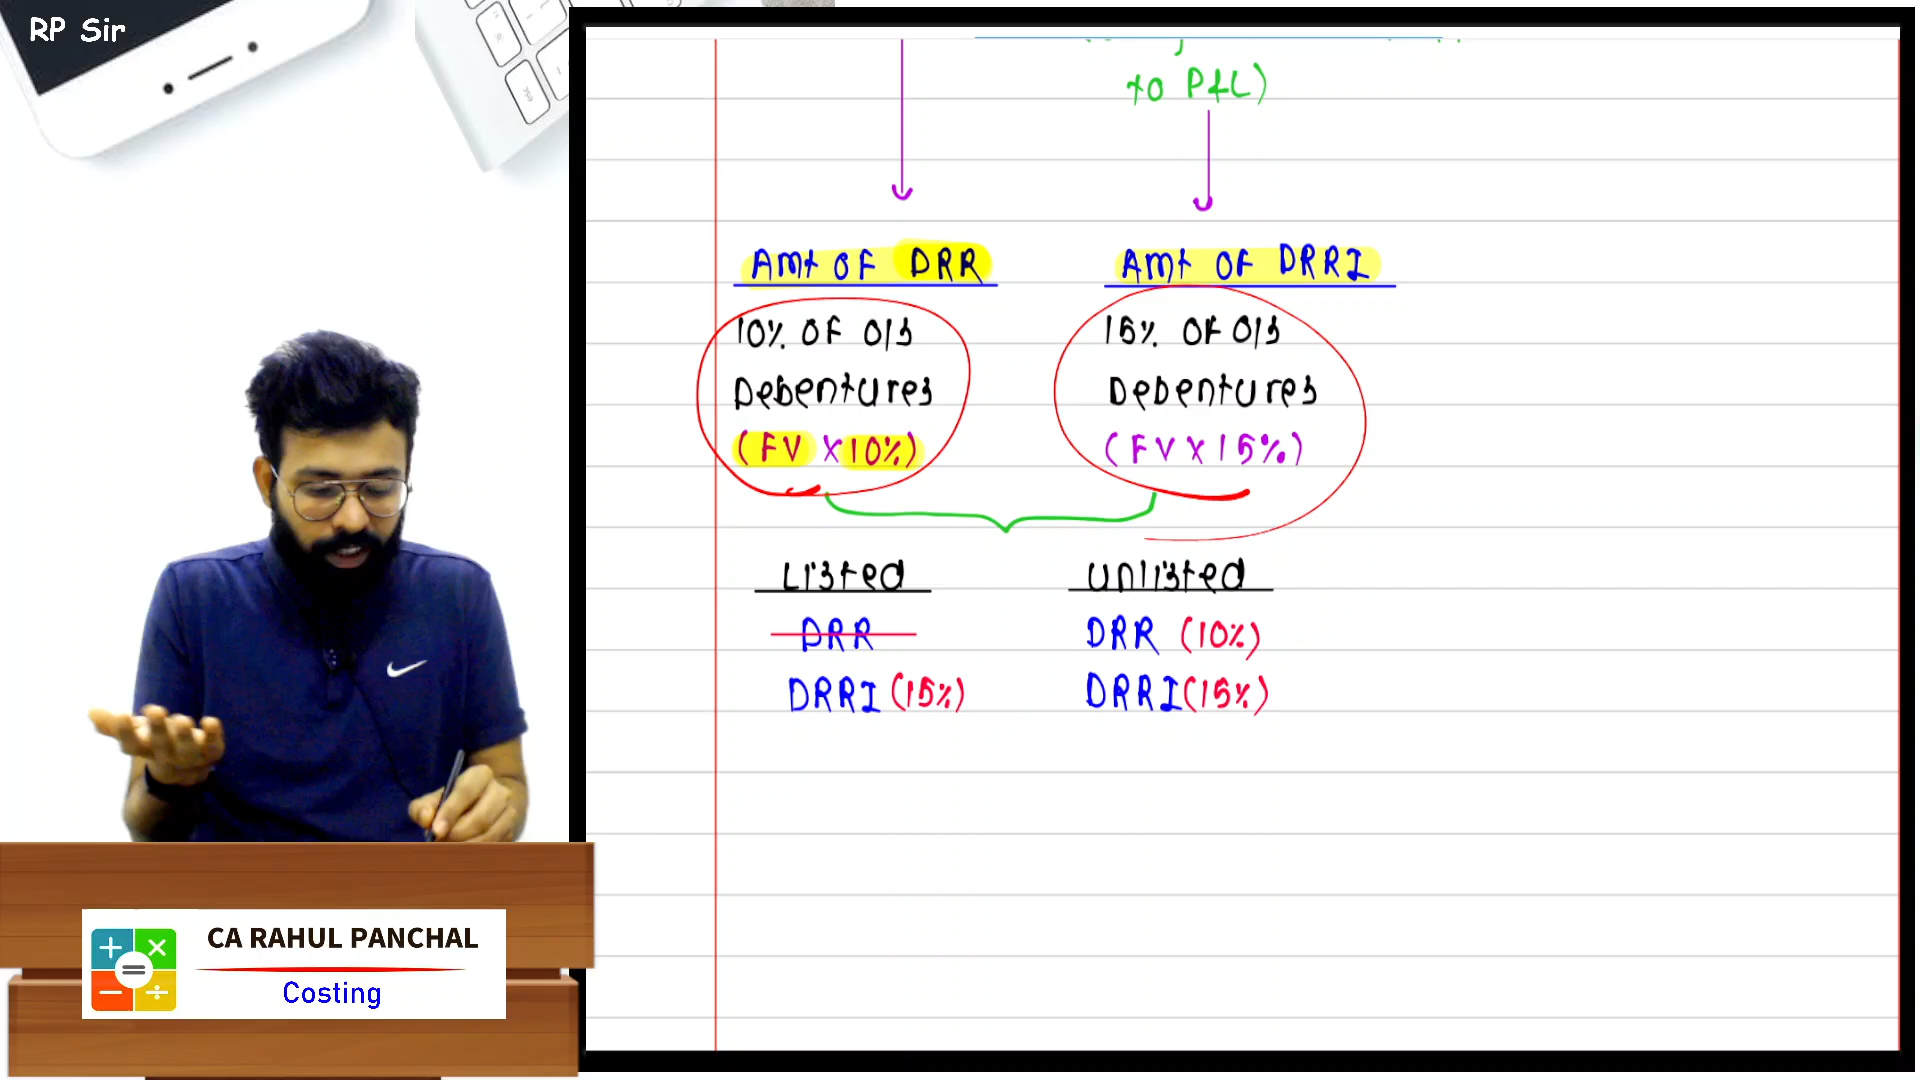 RP Sir
to P&L)
Amt OF DRR
Amt OF DRRI
10% OF O/s
Debentures
(FV X 10%)
15% OF O/s
Debentures
(FV X 15%)
Listed
DRR
DRRI (15%)
Unlisted
DRR (10%)
DRRI (15%)
CA RAHUL PANCHAL
Costing